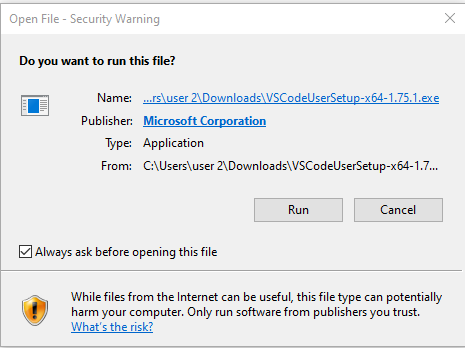 Open File - Security Warning
Do you want to run this file?
Name: ...rs\user 2\Downloads\VSCodeUserSetup-x64-1.75.1.exe
Publisher: Microsoft Corporation
Type: Application
From: C:\Users\user 2\Downloads\VSCodeUserSetup-x64-1.7...
Run Cancel
Always ask before opening this file
While files from the Internet can be useful, this file type can potentially
harm your computer. Only run software from publishers you trust.
What's the risk?